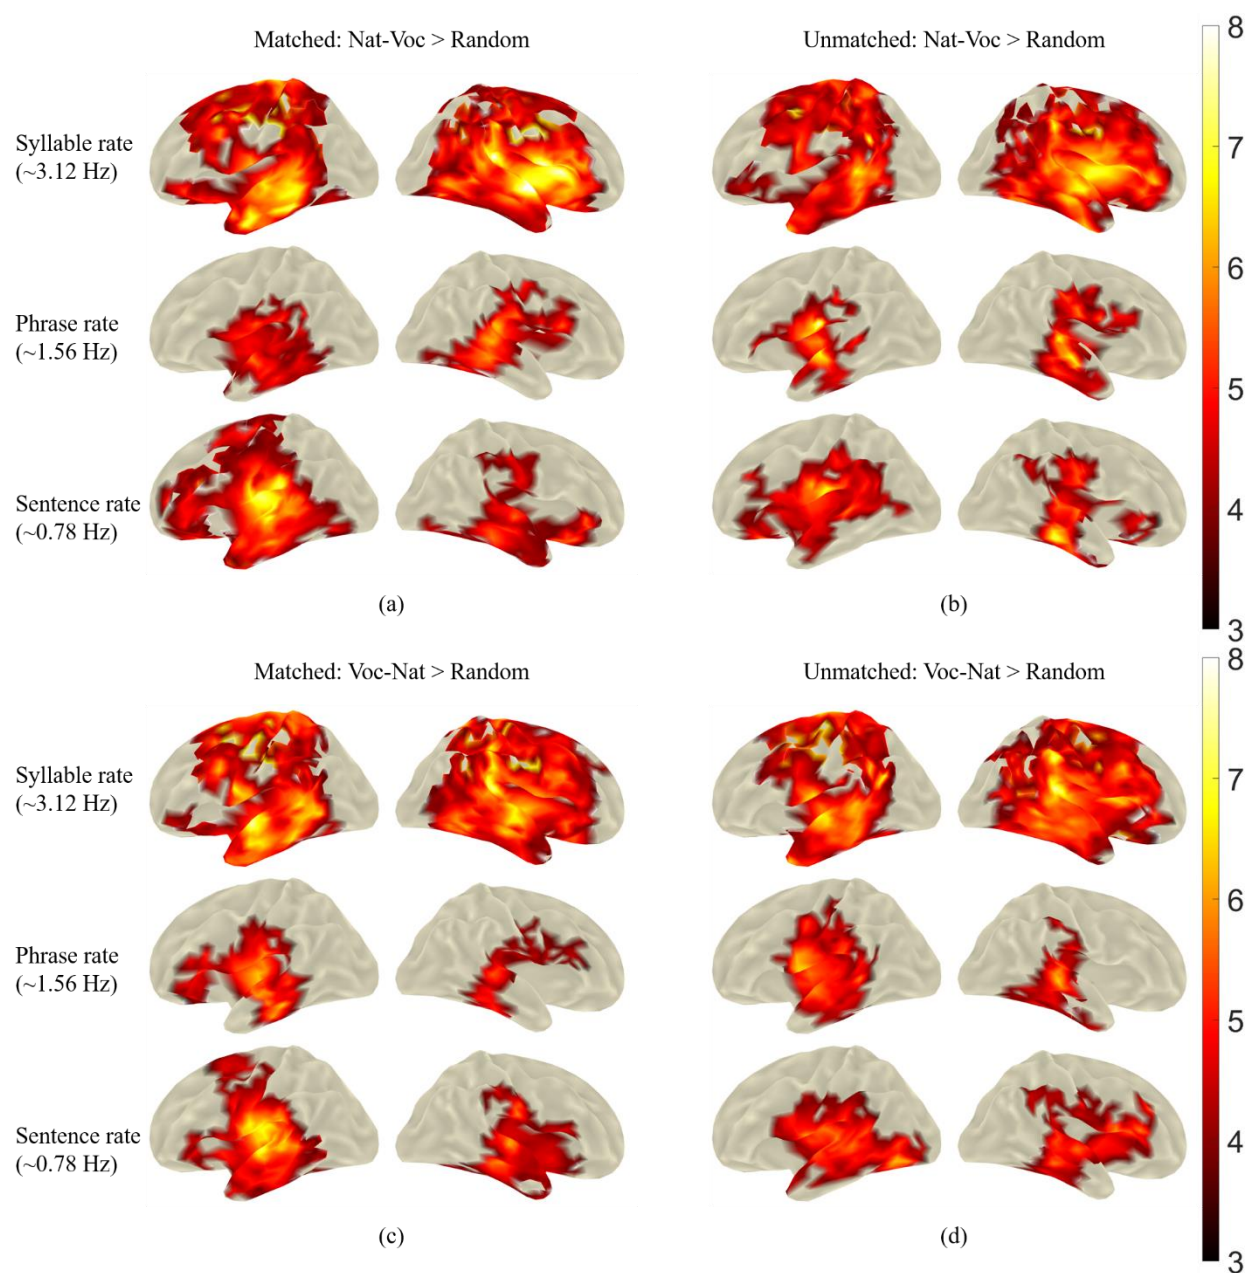 Matched: Nat-Voc > Random
Unmatched: Nat-Voc > Random
8
7
6
5
4
3
Syllable rate
(~3.12 Hz)
Phrase rate
(~1.56 Hz)
Sentence rate
(~0.78 Hz)
(a)
(b)
Matched: Voc-Nat > Random
Unmatched: Voc-Nat > Random
8
7
6
5
4
3
Syllable rate
(~3.12 Hz)
Phrase rate
(~1.56 Hz)
Sentence rate
(~0.78 Hz)
(c)
(d)